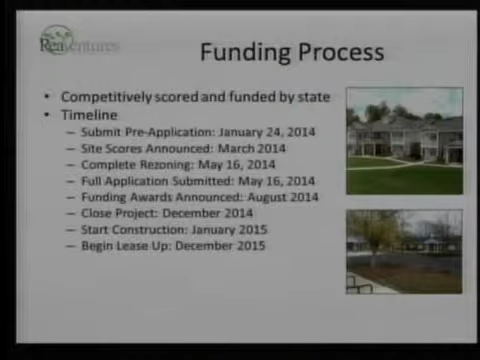 ReaVentures
Funding Process
• Competitively scored and funded by state
• Timeline
– Submit Pre-Application: January 24, 2014
– Site Scores Announced: March 2014
– Complete Rezoning: May 16, 2014
– Full Application Submitted: May 16, 2014
– Funding Awards Announced: August 2014
– Close Project: December 2014
– Start Construction: January 2015
– Begin Lease Up: December 2015